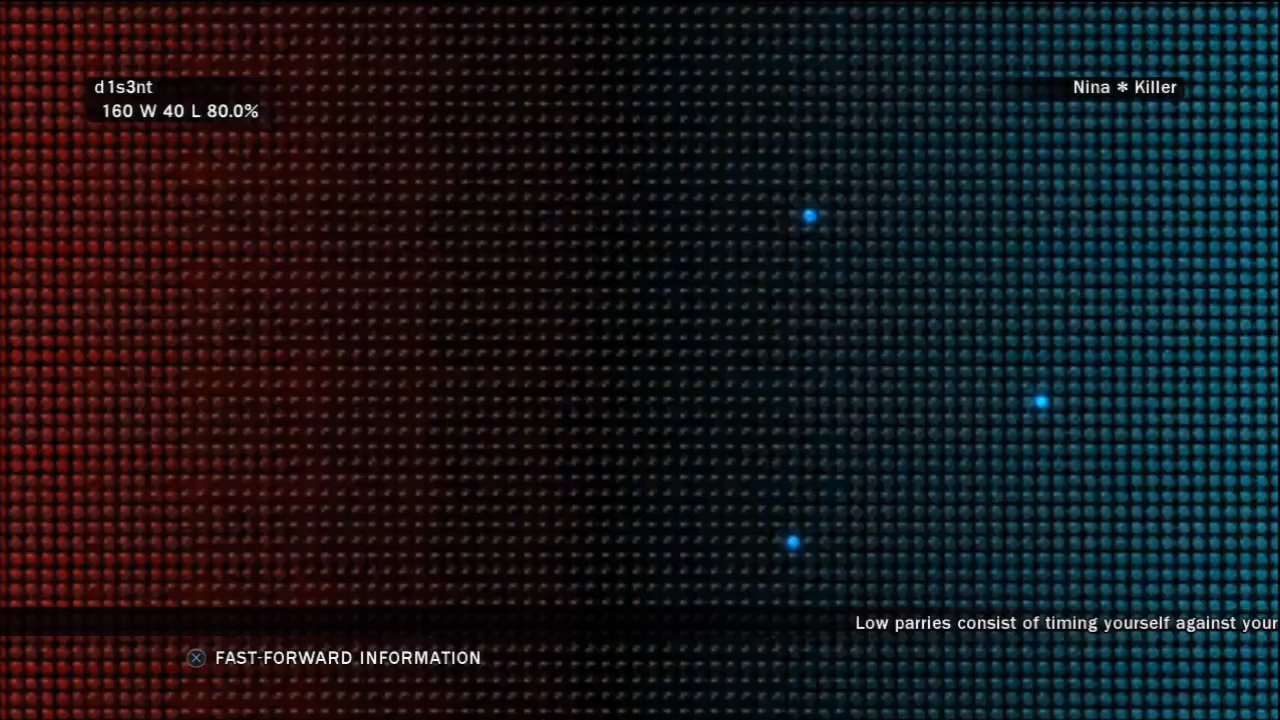 d1s3nt
160 W 40 L 80.0%
Nina * Killer
Low parries consist of timing yourself against your
FAST-FORWARD INFORMATION